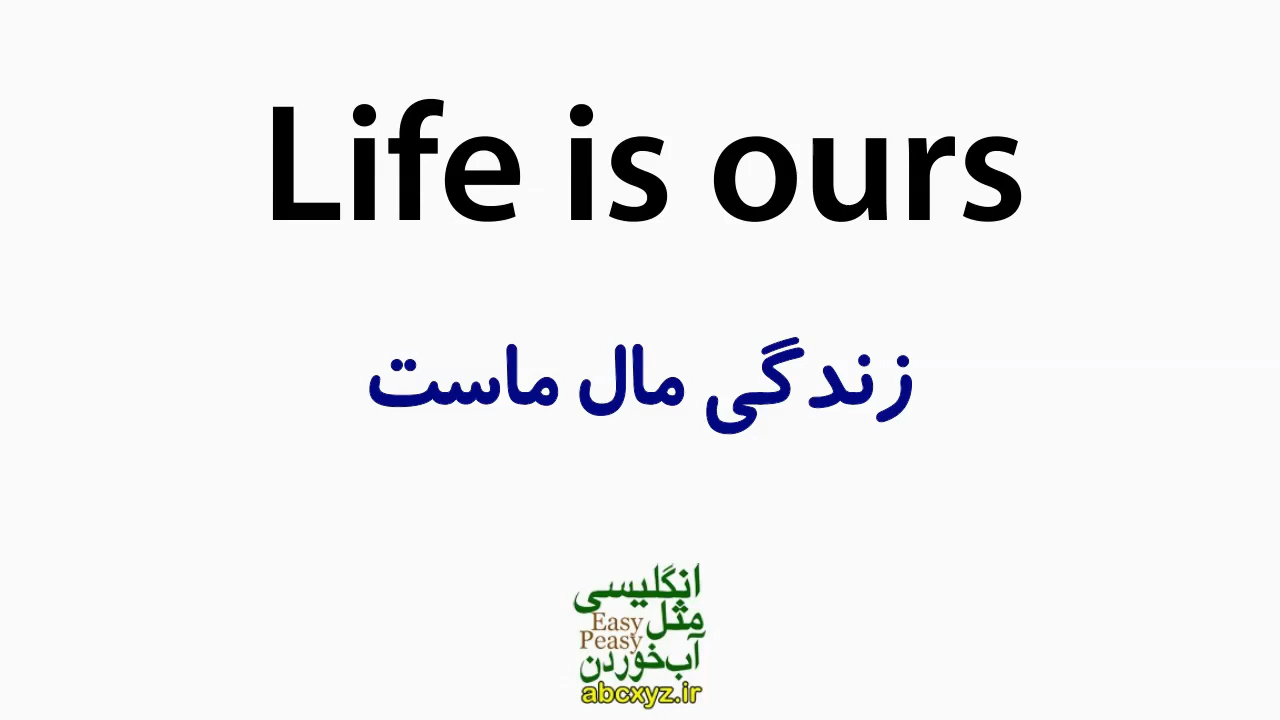 Life is ours
زندگی مال ماست
انگلیسی
مثل
Easy
Peasy
آب‌خوردن
abcxyz.ir